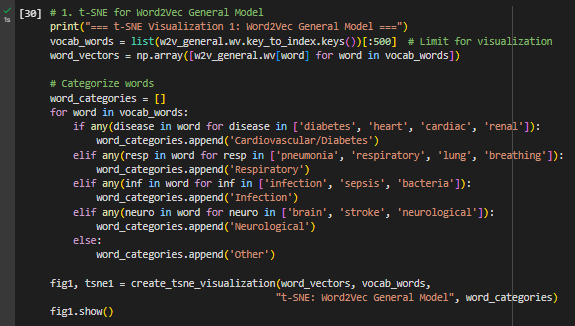 [30]
1s
# 1. t-SNE for Word2Vec General Model
print("=== t-SNE Visualization 1: Word2Vec General Model ===")
vocab_words = list(w2v_general.wv.key_to_index.keys())[:500]  # Limit for visualization
word_vectors = np.array([w2v_general.wv[word] for word in vocab_words])

# Categorize words
word_categories = []
for word in vocab_words:
    if any(disease in word for disease in ['diabetes', 'heart', 'cardiac', 'renal']):
        word_categories.append('Cardiovascular/Diabetes')
    elif any(resp in word for resp in ['pneumonia', 'respiratory', 'lung', 'breathing']):
        word_categories.append('Respiratory')
    elif any(inf in word for inf in ['infection', 'sepsis', 'bacteria']):
        word_categories.append('Infection')
    elif any(neuro in word for neuro in ['brain', 'stroke', 'neurological']):
        word_categories.append('Neurological')
    else:
        word_categories.append('Other')

fig1, tsne1 = create_tsne_visualization(word_vectors, vocab_words,
                                        "t-SNE: Word2Vec General Model", word_categories)
fig1.show()